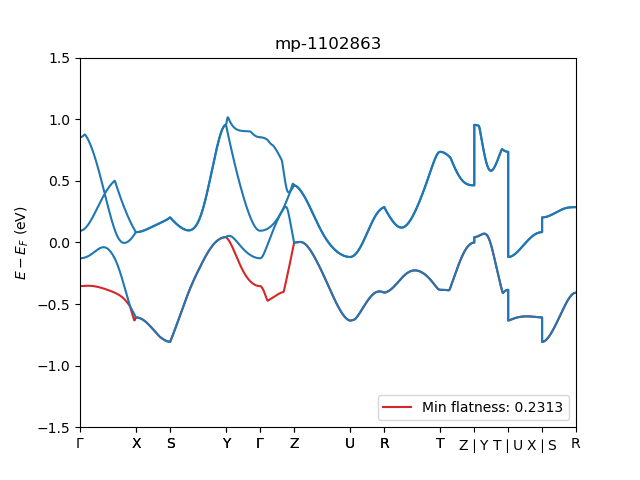 mp-1102863
E − E_F (eV)
1.5
1.0
0.5
0.0
−0.5
−1.0
−1.5
Min flatness: 0.2313
Γ X S Y Γ Z U R T Z | Y T | U X | S R